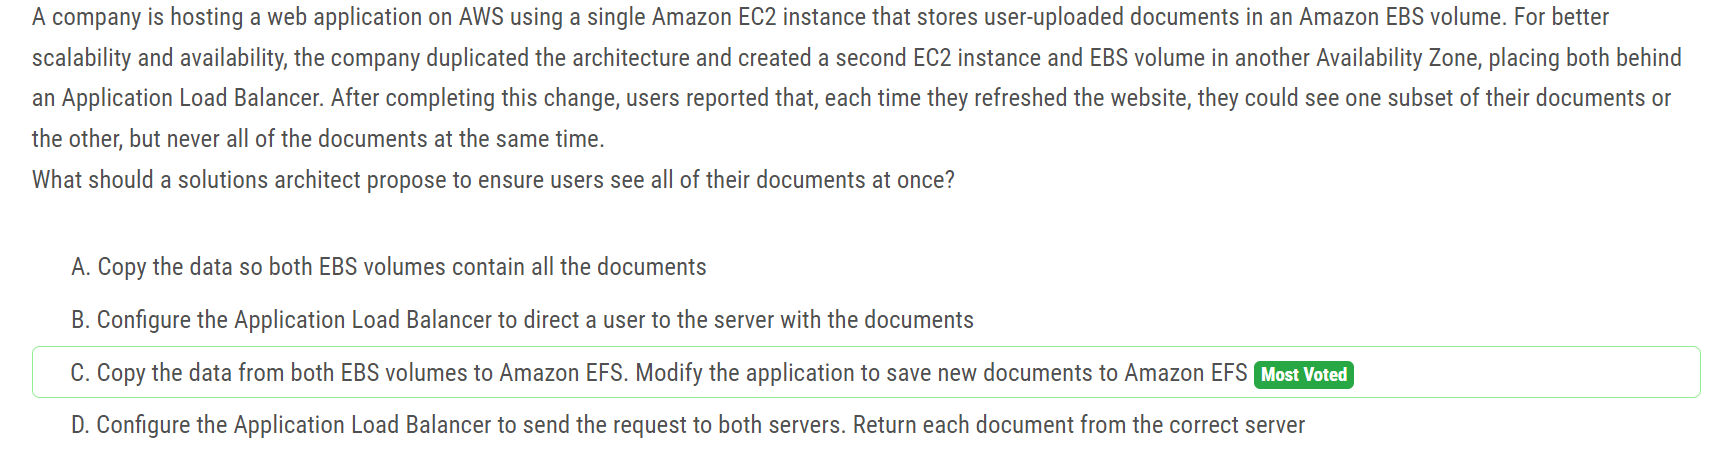 A company is hosting a web application on AWS using a single Amazon EC2 instance that stores user-uploaded documents in an Amazon EBS volume. For better
scalability and availability, the company duplicated the architecture and created a second EC2 instance and EBS volume in another Availability Zone, placing both behind
an Application Load Balancer. After completing this change, users reported that, each time they refreshed the website, they could see one subset of their documents or
the other, but never all of the documents at the same time.
What should a solutions architect propose to ensure users see all of their documents at once?
A. Copy the data so both EBS volumes contain all the documents
B. Configure the Application Load Balancer to direct a user to the server with the documents
C. Copy the data from both EBS volumes to Amazon EFS. Modify the application to save new documents to Amazon EFS Most Voted
D. Configure the Application Load Balancer to send the request to both servers. Return each document from the correct server